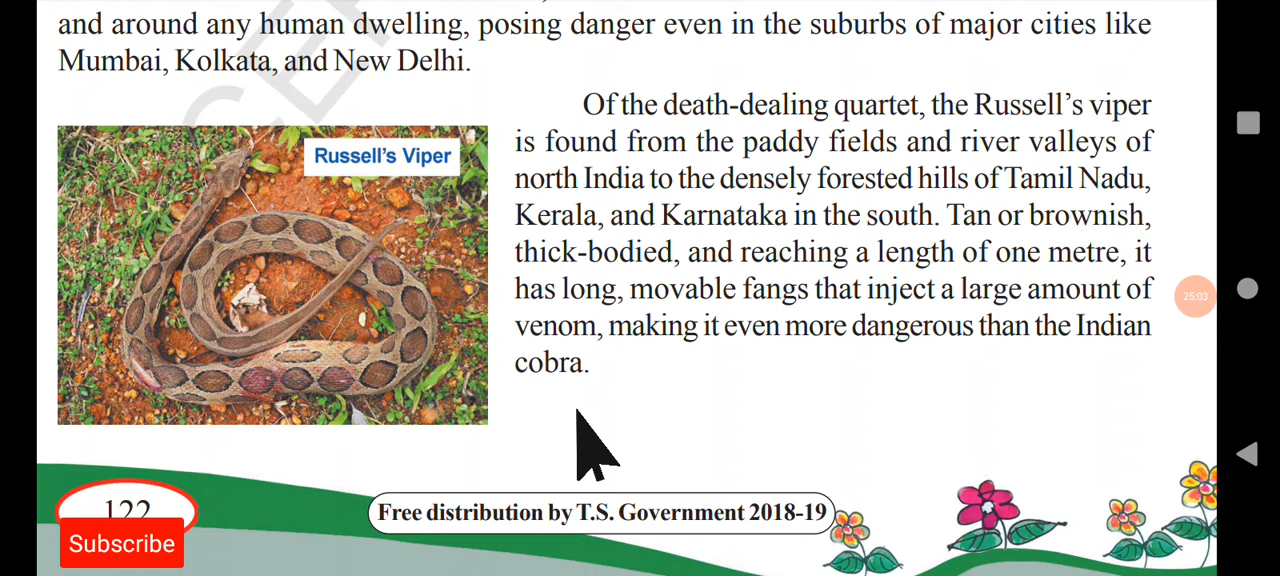 and around any human dwelling, posing danger even in the suburbs of major cities like
Mumbai, Kolkata, and New Delhi.
Of the death-dealing quartet, the Russell’s viper
is found from the paddy fields and river valleys of
north India to the densely forested hills of Tamil Nadu,
Kerala, and Karnataka in the south. Tan or brownish,
thick-bodied, and reaching a length of one metre, it
has long, movable fangs that inject a large amount of
venom, making it even more dangerous than the Indian
cobra.
Russell’s Viper
25:03
122
Subscribe
Free distribution by T.S. Government 2018-19